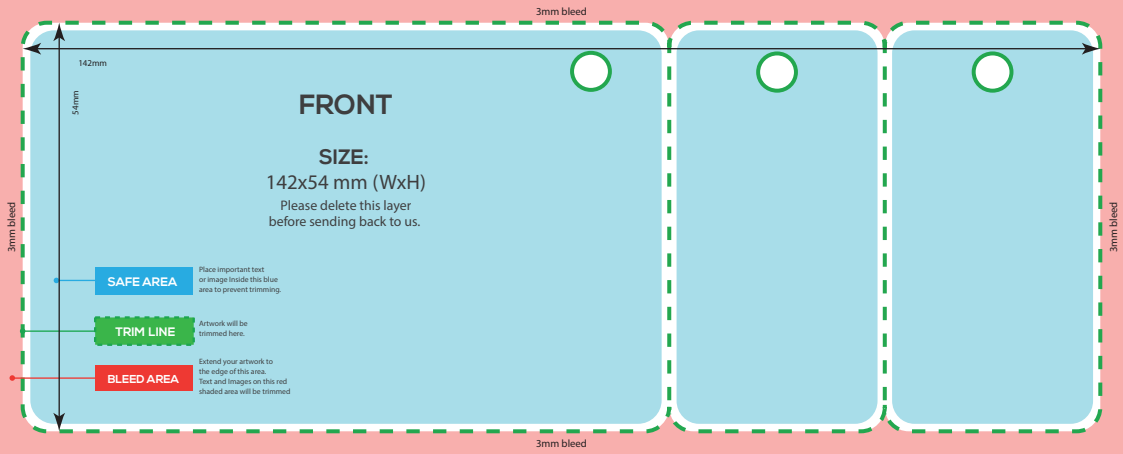 3mm bleed
142mm
54mm
FRONT
SIZE:
142x54 mm (WxH)
Please delete this layer
before sending back to us.
3mm bleed
3mm bleed
SAFE AREA
Place important text
or image Inside this blue
area to prevent trimming.
TRIM LINE
Artwork will be
trimmed here.
BLEED AREA
Extend your artwork to
the edge of this area.
Text and Images on this red
shaded area will be trimmed
3mm bleed